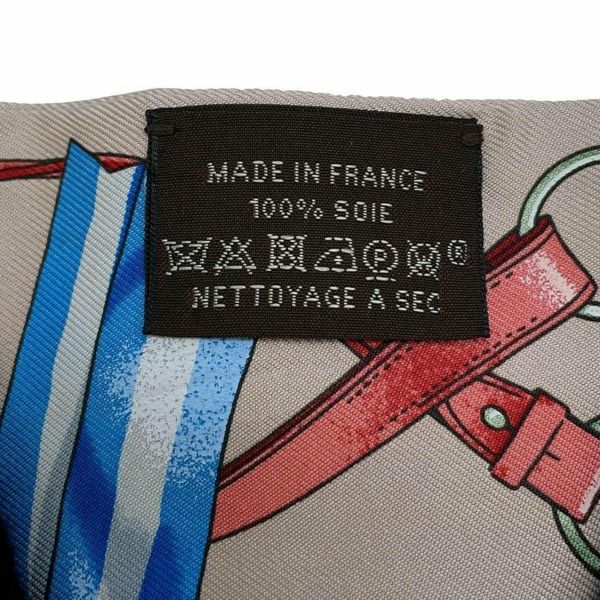 MADE IN FRANCE
100% SOIE
P W ®
NETTOYAGE À SEC